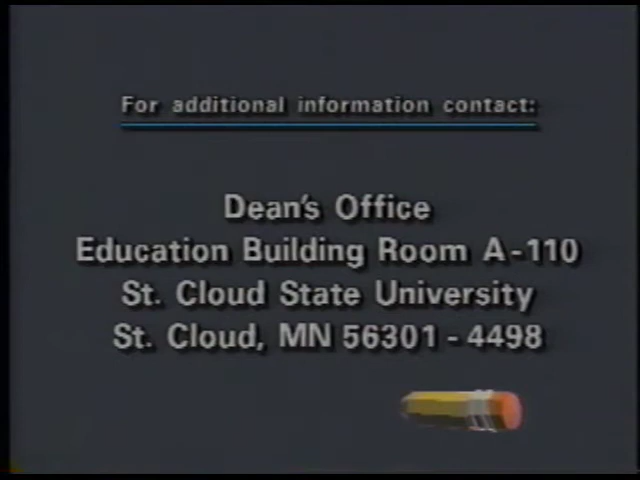 For additional information contact:
Dean's Office
Education Building Room A-110
St. Cloud State University
St. Cloud, MN 56301-4498